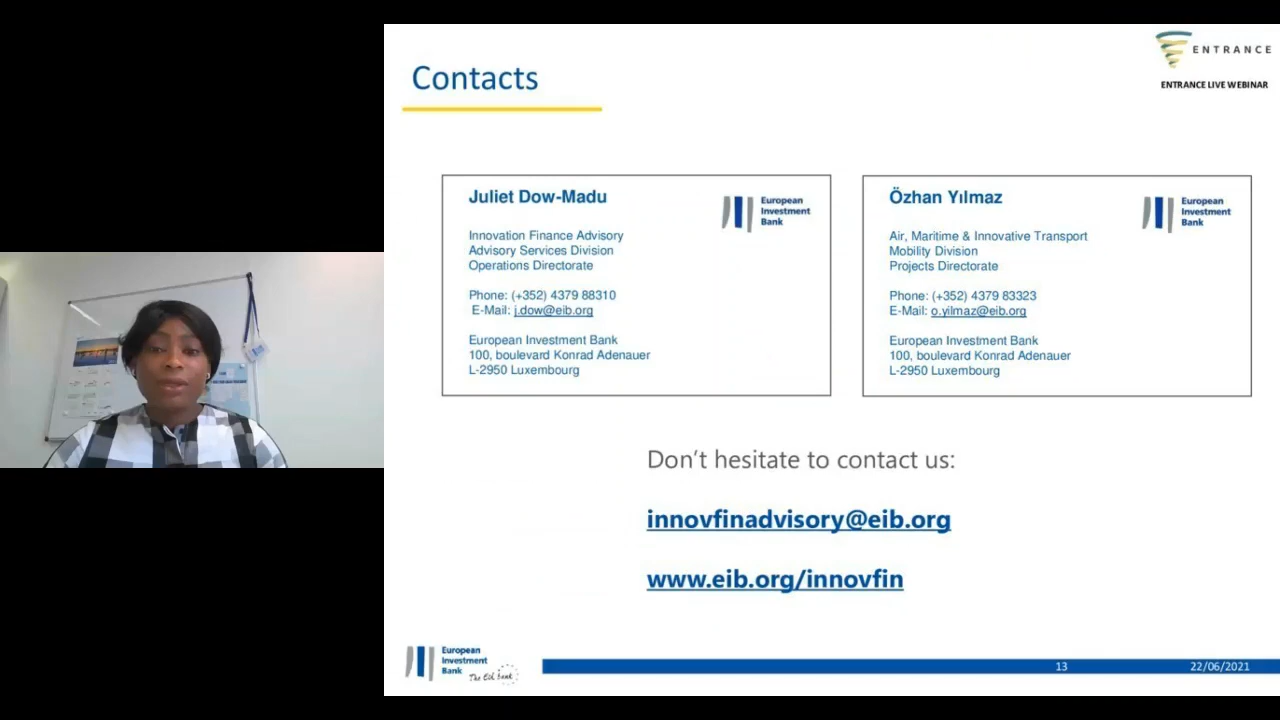 ENTRANCE
ENTRANCE LIVE WEBINAR
Contacts
Juliet Dow-Madu
European
Investment
Bank
Innovation Finance Advisory
Advisory Services Division
Operations Directorate
Phone: (+352) 4379 88310
E-Mail: j.dow@eib.org
European Investment Bank
100, boulevard Konrad Adenauer
L-2950 Luxembourg
Özhan Yılmaz
European
Investment
Bank
Air, Maritime & Innovative Transport
Mobility Division
Projects Directorate
Phone: (+352) 4379 83323
E-Mail: o.yilmaz@eib.org
European Investment Bank
100, boulevard Konrad Adenauer
L-2950 Luxembourg
Don't hesitate to contact us:
innovfinadvisory@eib.org
www.eib.org/innovfin
European
Investment
Bank
The EU bank
13
22/06/2021